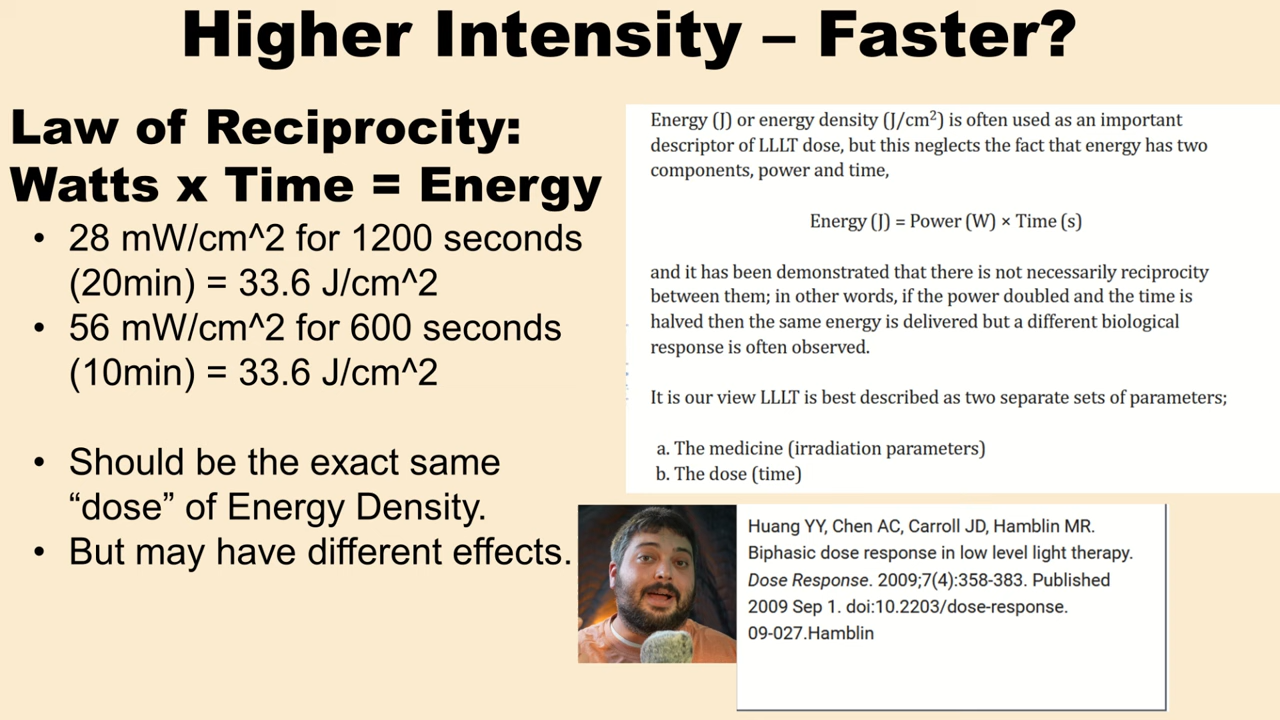 Higher Intensity – Faster?
Law of Reciprocity:
Watts x Time = Energy
• 28 mW/cm^2 for 1200 seconds
(20min) = 33.6 J/cm^2
• 56 mW/cm^2 for 600 seconds
(10min) = 33.6 J/cm^2
• Should be the exact same
“dose” of Energy Density.
• But may have different effects.
Energy (J) or energy density (J/cm²) is often used as an important
descriptor of LLLT dose, but this neglects the fact that energy has two
components, power and time,
Energy (J) = Power (W) × Time (s)
and it has been demonstrated that there is not necessarily reciprocity
between them; in other words, if the power doubled and the time is
halved then the same energy is delivered but a different biological
response is often observed.
It is our view LLLT is best described as two separate sets of parameters;
a. The medicine (irradiation parameters)
b. The dose (time)
Huang YY, Chen AC, Carroll JD, Hamblin MR.
Biphasic dose response in low level light therapy.
Dose Response. 2009;7(4):358-383. Published
2009 Sep 1. doi:10.2203/dose-response.
09-027.Hamblin